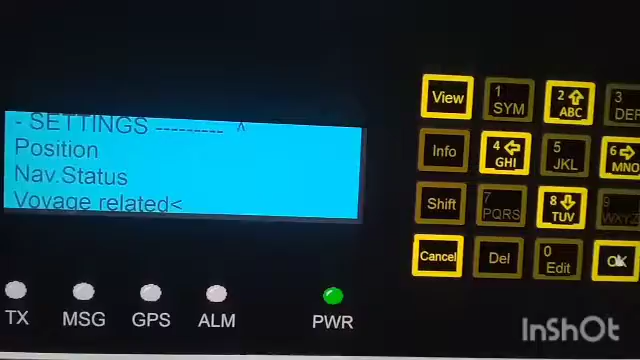 - SETTINGS --------- ^
Position
Nav.Status
Voyage related<
TX MSG GPS ALM PWR
View 1 SYM 2 ABC 3 DEF
Info 4 GHI 5 JKL 6 MNO
Shift 7 PQRS 8 TUV 9 WXYZ
Cancel Del 0 Edit OK
InShOt